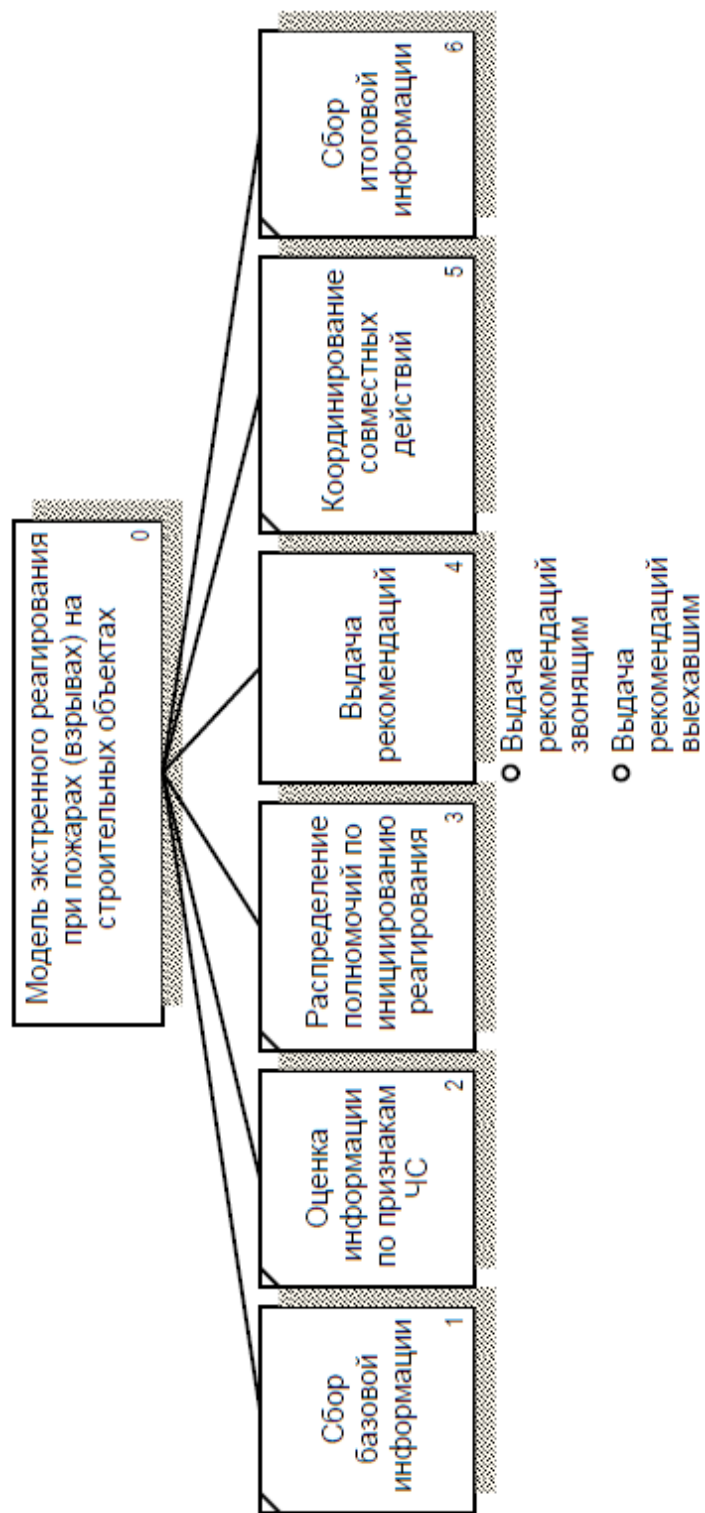 Модель экстренного реагирования
при пожарах (взрывах) на
строительных объектах
0
Сбор
базовой
информации
1
Оценка
информации
по признакам
ЧС
2
Распределение
полномочий по
инициированию
реагирования
3
Выдача
рекомендаций
4
Координирование
совместных
действий
5
Сбор
итоговой
информации
6
Выдача
рекомендаций
звонящим
Выдача
рекомендаций
выехавшим